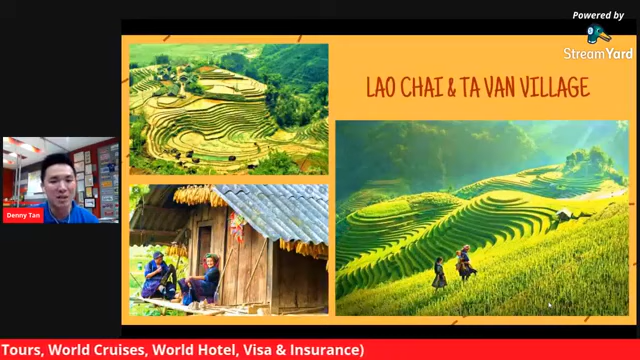 Powered by
StreamYard
LAO CHAI & TA VAN VILLAGE
Denny Tan
Tours, World Cruises, World Hotel, Visa & Insurance)